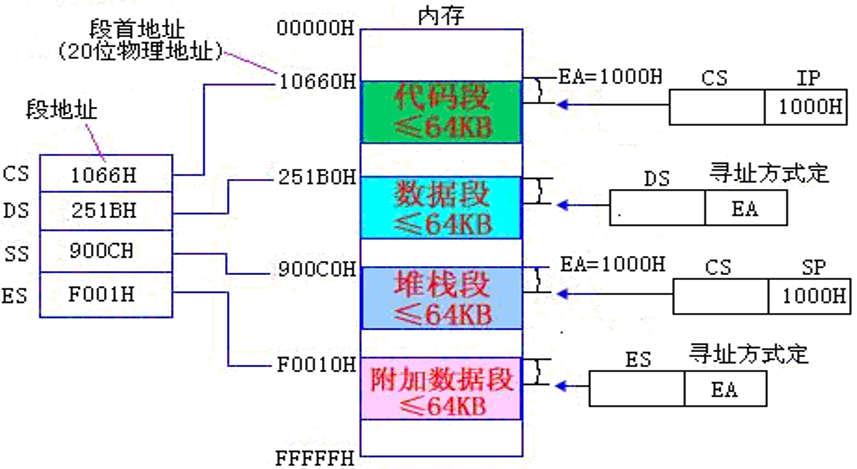 内存
00000H
段首地址
(20位物理地址)
10660H
段地址
CS 1066H
DS 251BH
SS 900CH
ES F001H
代码段
≤64KB
EA=1000H
CS IP
1000H
251B0H
数据段
≤64KB
寻址方式定
DS
EA
900C0H
堆栈段
≤64KB
EA=1000H
CS SP
1000H
F0010H
附加数据段
≤64KB
寻址方式定
ES
EA
FFFFFH